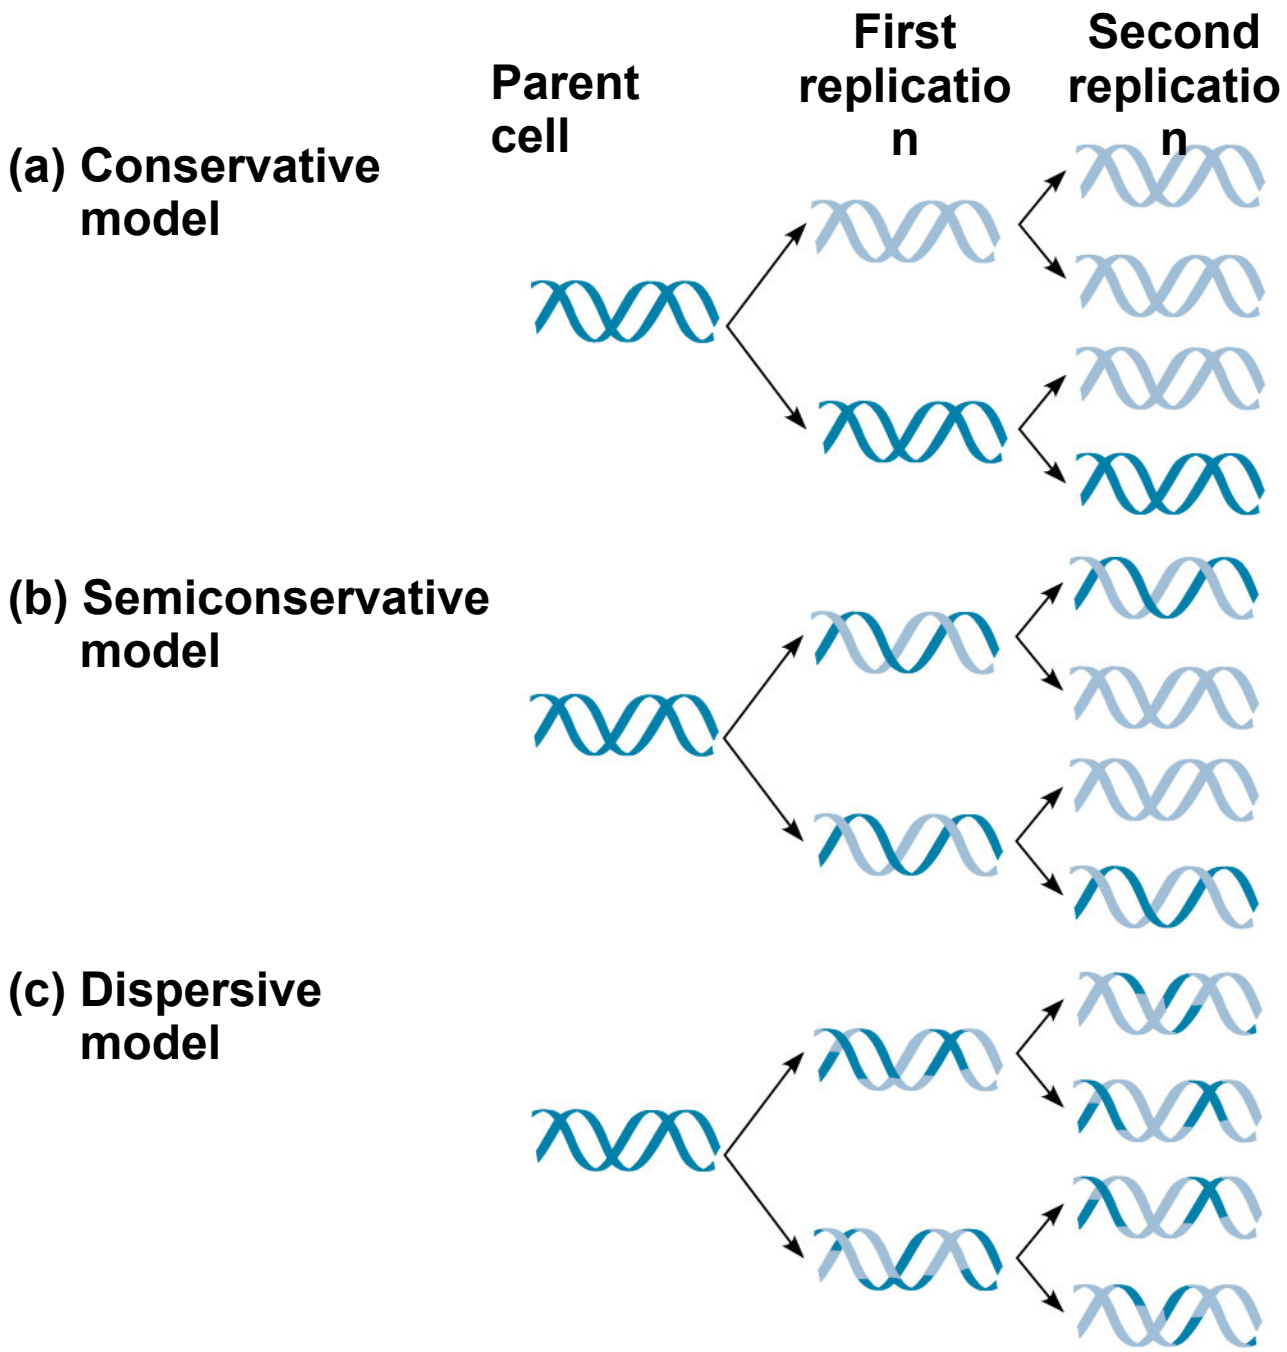 Parent
cell
First
replicatio
n
Second
replicatio
n
(a) Conservative
model
(b) Semiconservative
model
(c) Dispersive
model